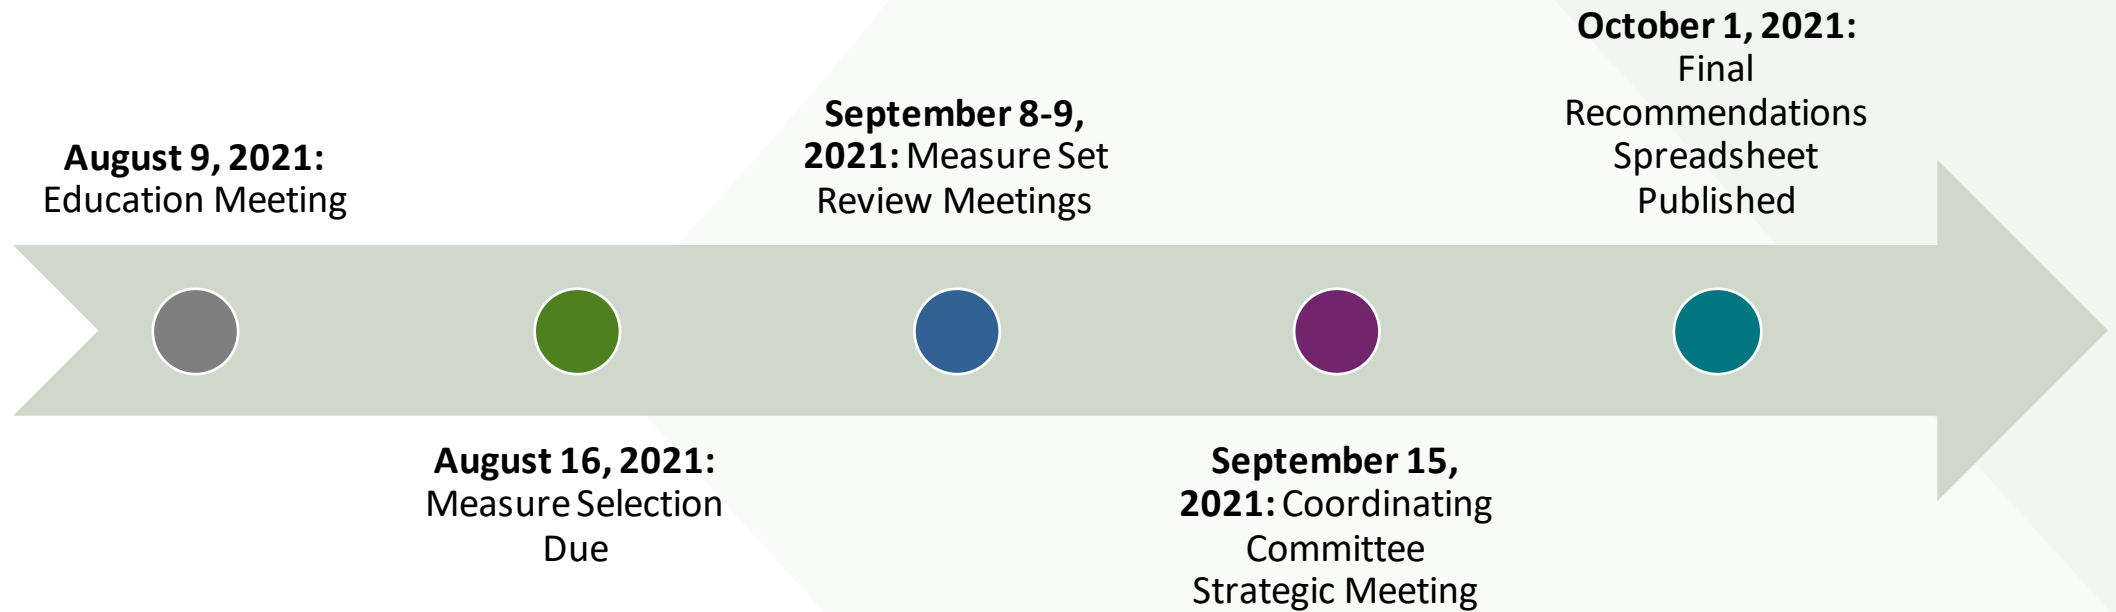 August 9, 2021:
Education Meeting
August 16, 2021:
Measure Selection
Due
September 8-9,
2021: Measure Set
Review Meetings
September 15,
2021: Coordinating
Committee
Strategic Meeting
October 1, 2021:
Final
Recommendations
Spreadsheet
Published